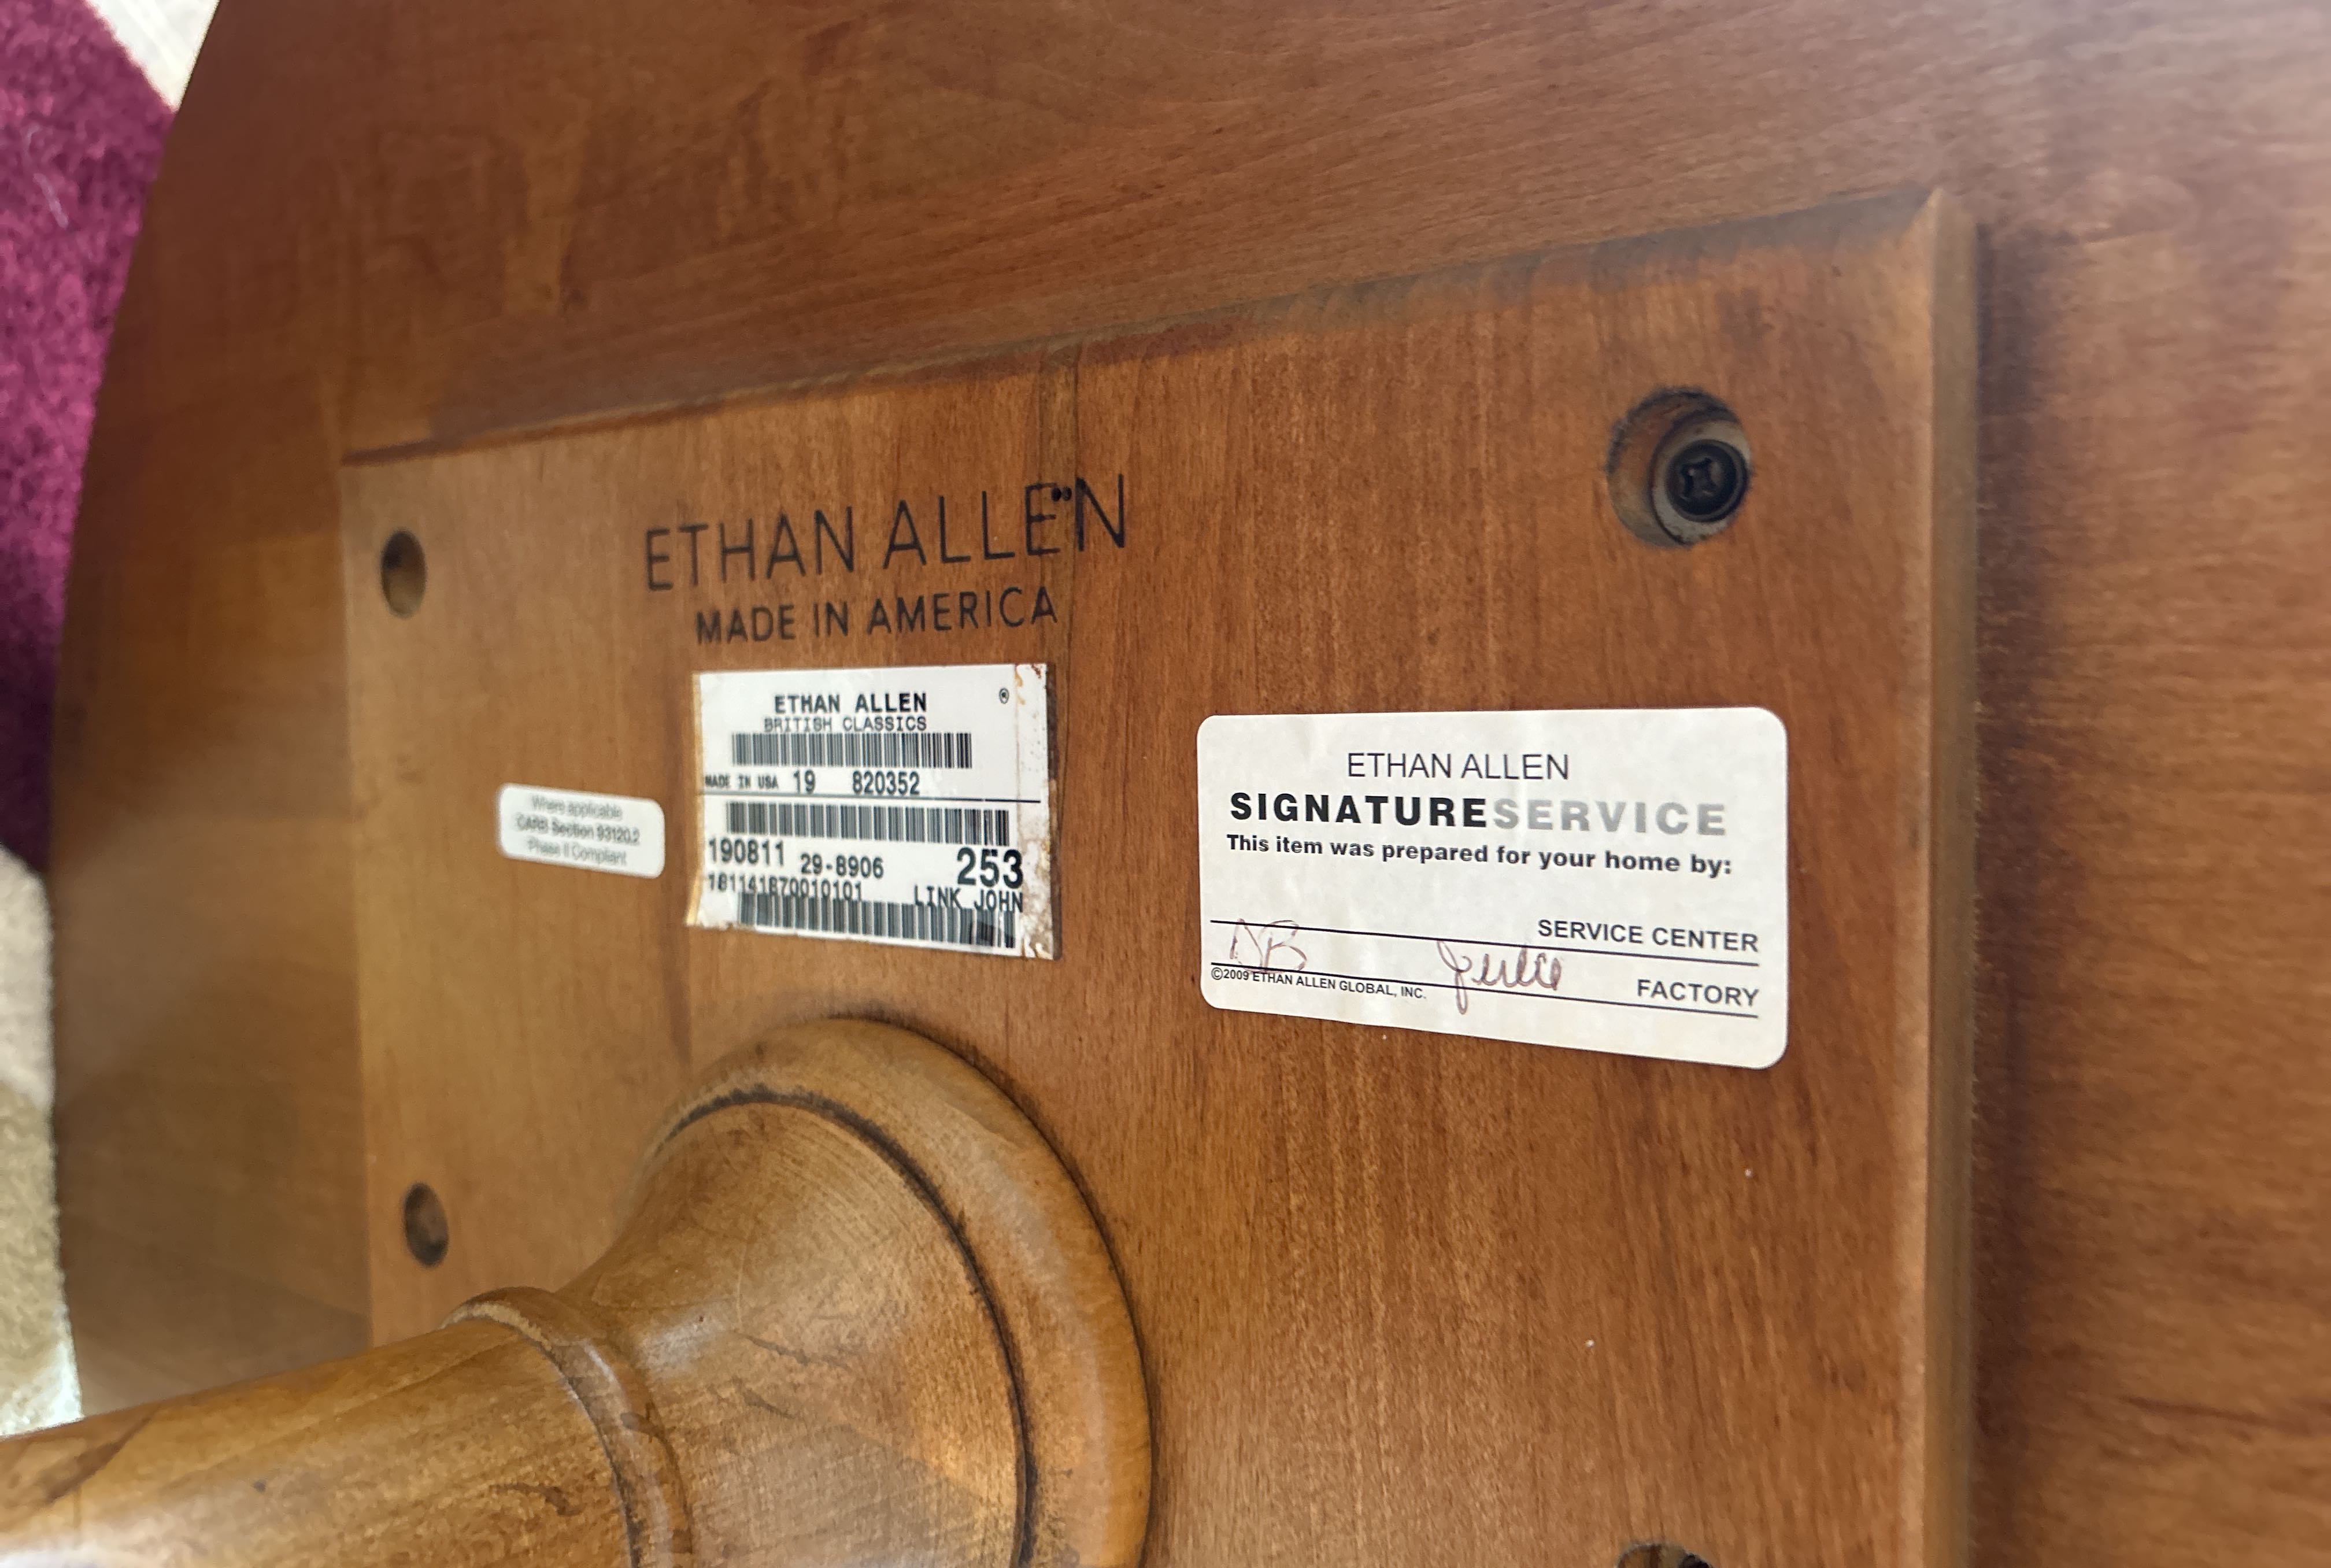 ETHAN ALLEN
MADE IN AMERICA
ETHAN ALLEN ®
BRITISH CLASSICS
MADE IN USA 19 820352
190811 29-8906 253
181141870010101 LINK JOHN
Where applicable
CARB Section 93120.2
Phase II Compliant
ETHAN ALLEN
SIGNATURESERVICE
This item was prepared for your home by:
SERVICE CENTER
FACTORY
©2009 ETHAN ALLEN GLOBAL, INC.